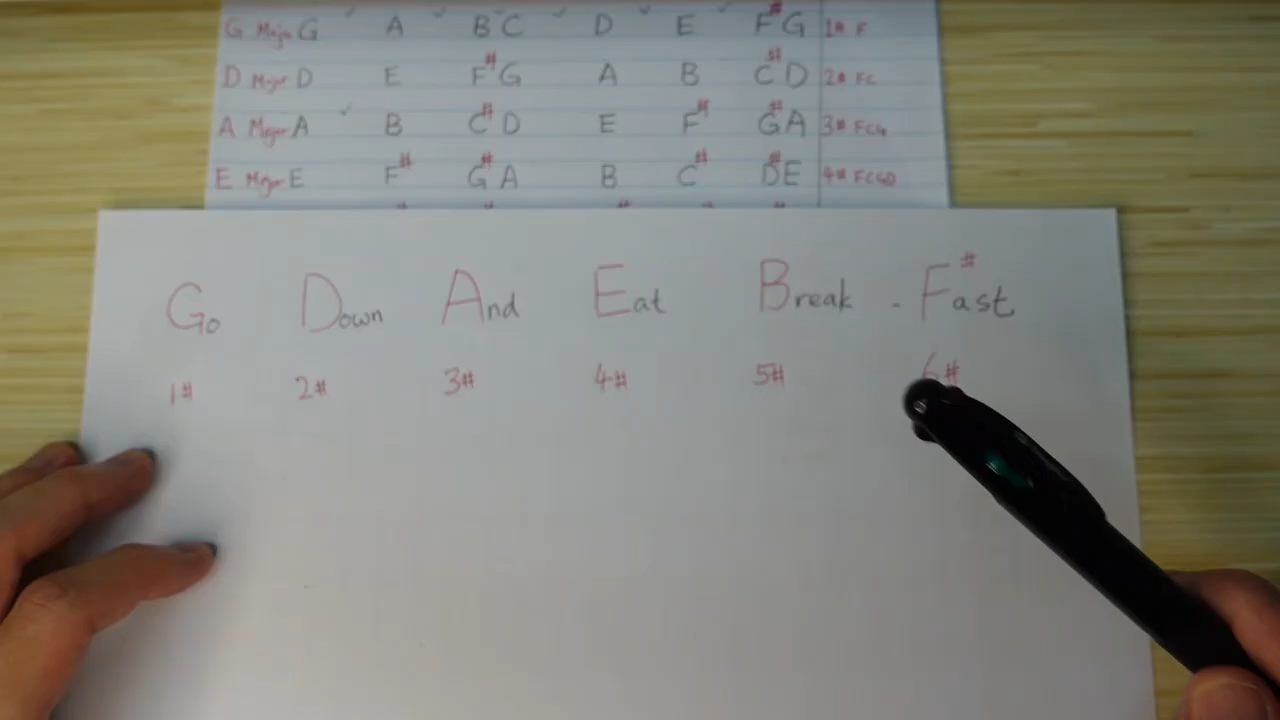 G Major G A B C D E F# G 1# F
D Major D E F# G A B C# D 2# FC
A Major A B C# D E F# G# A 3# FCG
E Major E F# G# A B C# D# E 4# FCGD
Go Down And Eat Break - F#ast
1# 2# 3# 4# 5# 6#